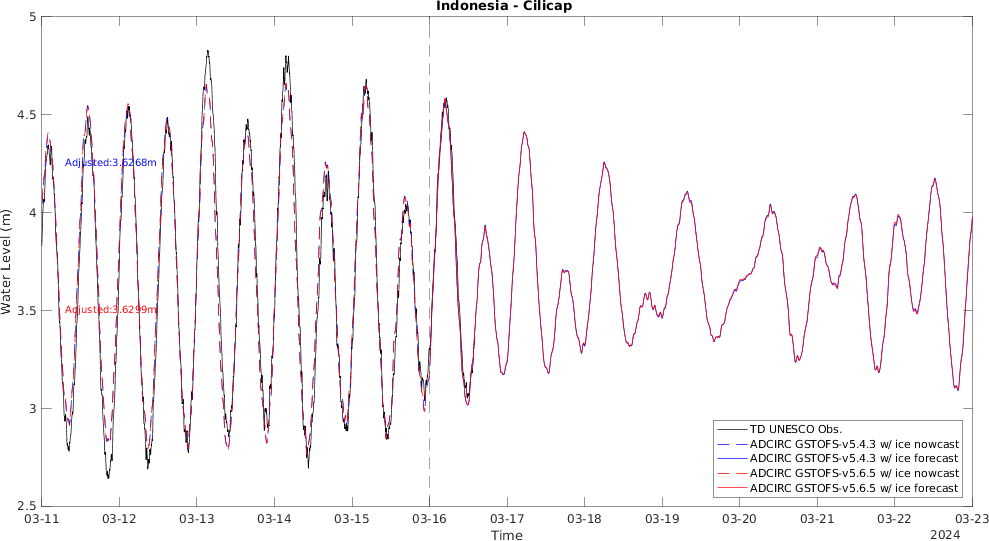 Indonesia - Cilicap
5
4.5
4
3.5
3
2.5
Water Level (m)
Adjusted:3.6268m
Adjusted:3.6299m
TD UNESCO Obs.
ADCIRC GSTOFS-v5.4.3 w/ ice nowcast
ADCIRC GSTOFS-v5.4.3 w/ ice forecast
ADCIRC GSTOFS-v5.6.5 w/ ice nowcast
ADCIRC GSTOFS-v5.6.5 w/ ice forecast
03-11 03-12 03-13 03-14 03-15 03-16 03-17 03-18 03-19 03-20 03-21 03-22 03-23
Time
2024